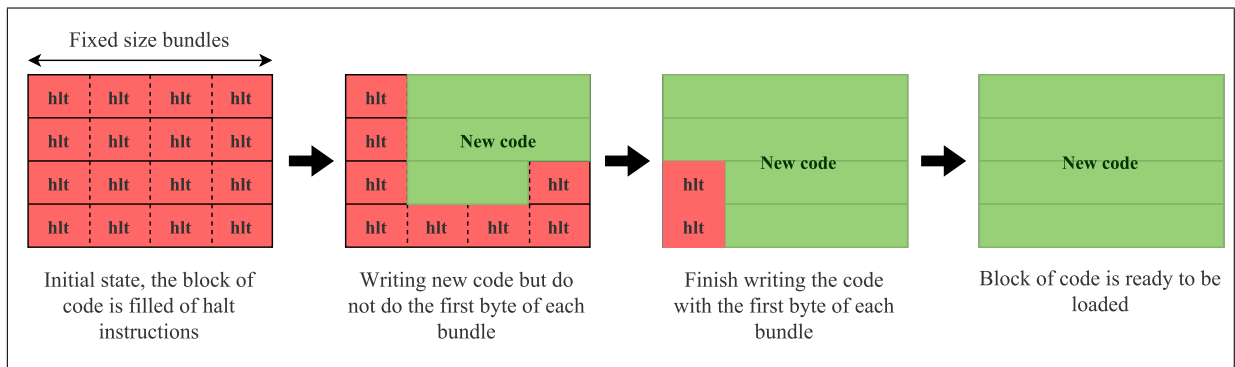 Fixed size bundles
hlt hlt hlt hlt
hlt hlt hlt hlt
hlt hlt hlt hlt
hlt hlt hlt hlt
Initial state, the block of
code is filled of halt
instructions
hlt
hlt New code
hlt hlt
hlt hlt hlt hlt
Writing new code but do
not do the first byte of each
bundle
New code
hlt
hlt
Finish writing the code
with the first byte of each
bundle
New code
Block of code is ready to be
loaded